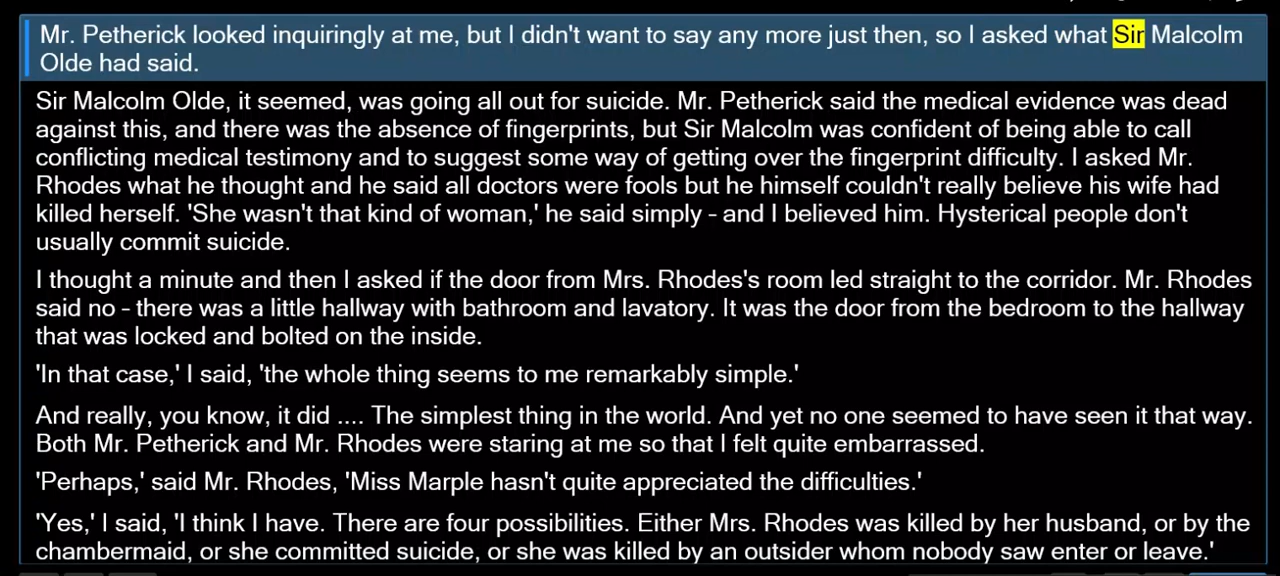 Mr. Petherick looked inquiringly at me, but I didn't want to say any more just then, so I asked what Sir Malcolm
Olde had said.
Sir Malcolm Olde, it seemed, was going all out for suicide. Mr. Petherick said the medical evidence was dead
against this, and there was the absence of fingerprints, but Sir Malcolm was confident of being able to call
conflicting medical testimony and to suggest some way of getting over the fingerprint difficulty. I asked Mr.
Rhodes what he thought and he said all doctors were fools but he himself couldn't really believe his wife had
killed herself. 'She wasn't that kind of woman,' he said simply - and I believed him. Hysterical people don't
usually commit suicide.
I thought a minute and then I asked if the door from Mrs. Rhodes's room led straight to the corridor. Mr. Rhodes
said no - there was a little hallway with bathroom and lavatory. It was the door from the bedroom to the hallway
that was locked and bolted on the inside.
'In that case,' I said, 'the whole thing seems to me remarkably simple.'
And really, you know, it did .... The simplest thing in the world. And yet no one seemed to have seen it that way.
Both Mr. Petherick and Mr. Rhodes were staring at me so that I felt quite embarrassed.
'Perhaps,' said Mr. Rhodes, 'Miss Marple hasn't quite appreciated the difficulties.'
'Yes,' I said, 'I think I have. There are four possibilities. Either Mrs. Rhodes was killed by her husband, or by the
chambermaid, or she committed suicide, or she was killed by an outsider whom nobody saw enter or leave.'